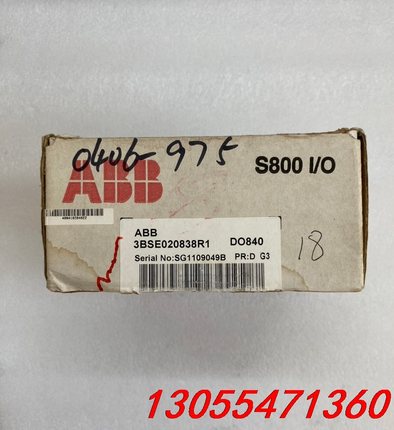 0406-975
ABB
S800 I/O
ABB
3BSE020838R1 DO840
Serial No:SG1109049B PR:D G3
18
13055471360